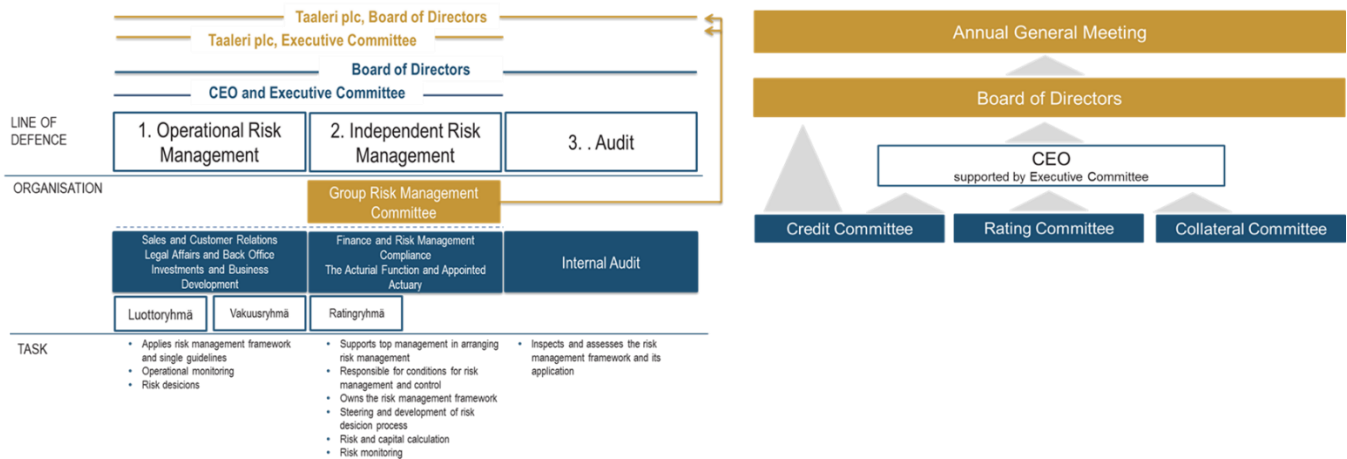 Taaleri plc, Board of Directors
Taaleri plc, Executive Committee
Board of Directors
CEO and Executive Committee
LINE OF
DEFENCE
1. Operational Risk
Management
2. Independent Risk
Management
3. . Audit
ORGANISATION
Group Risk Management
Committee
Sales and Customer Relations
Legal Affairs and Back Office
Investments and Business
Development
Finance and Risk Management
Compliance
The Acturial Function and Appointed
Actuary
Internal Audit
Luottoryhmä
Vakuusryhmä
Ratingryhmä
TASK
• Applies risk management framework
and single guidelines
• Operational monitoring
• Risk desicions
• Supports top management in arranging
risk management
• Responsible for conditions for risk
management and control
• Owns the risk management framework
• Steering and development of risk
desicion process
• Risk and capital calculation
• Risk monitoring
• Inspects and assesses the risk
management framework and its
application
Annual General Meeting
Board of Directors
CEO
supported by Executive Committee
Credit Committee
Rating Committee
Collateral Committee